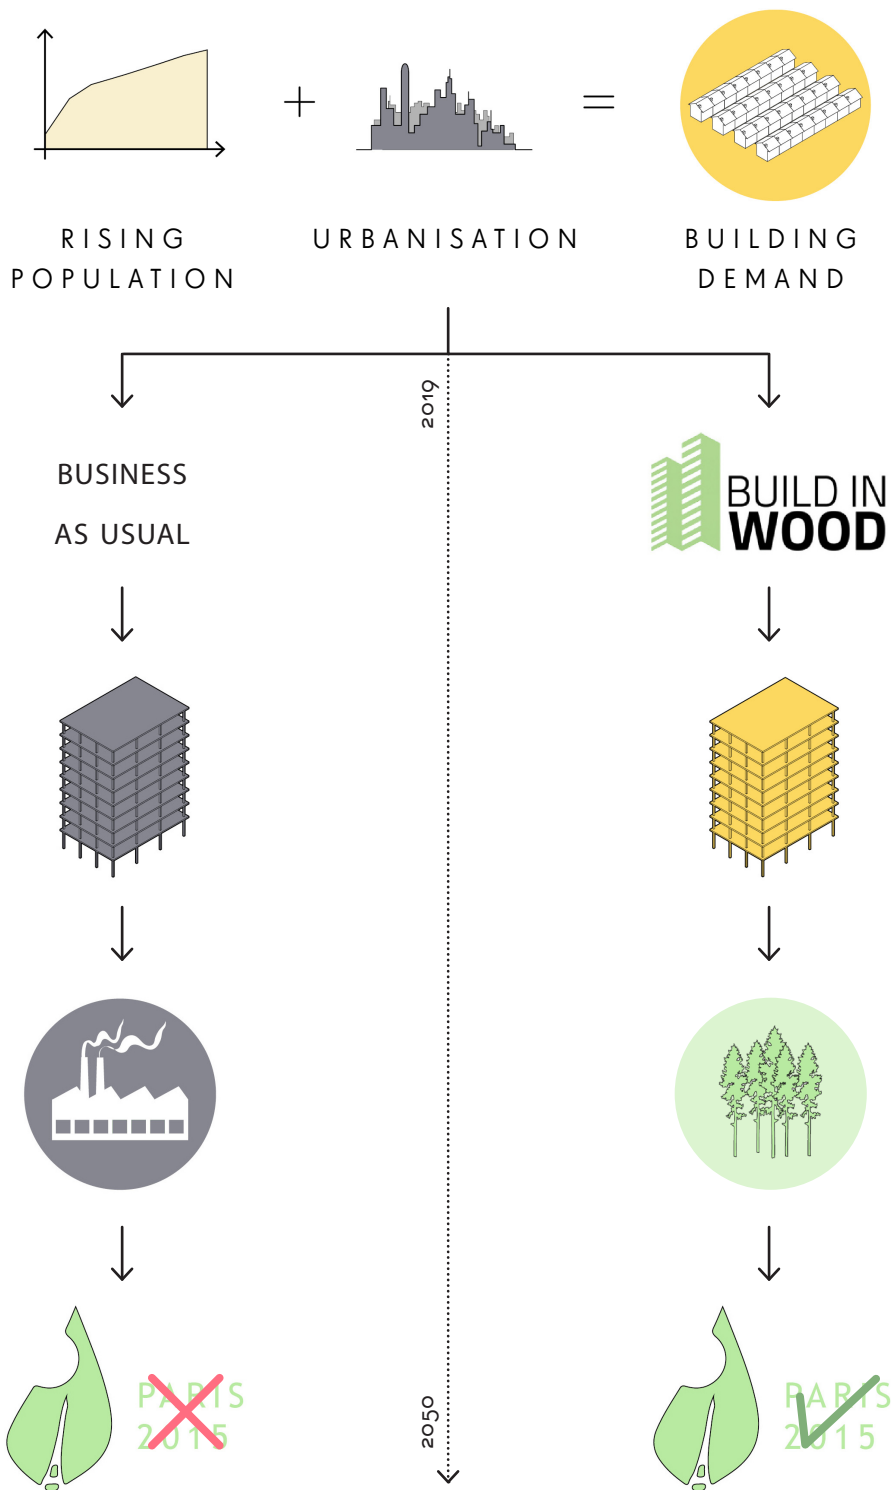 +
=
RISING
POPULATION
URBANISATION
BUILDING
DEMAND
2019
BUSINESS
AS USUAL
BUILD IN
WOOD
PARIS
2015
2050
PARIS
2015